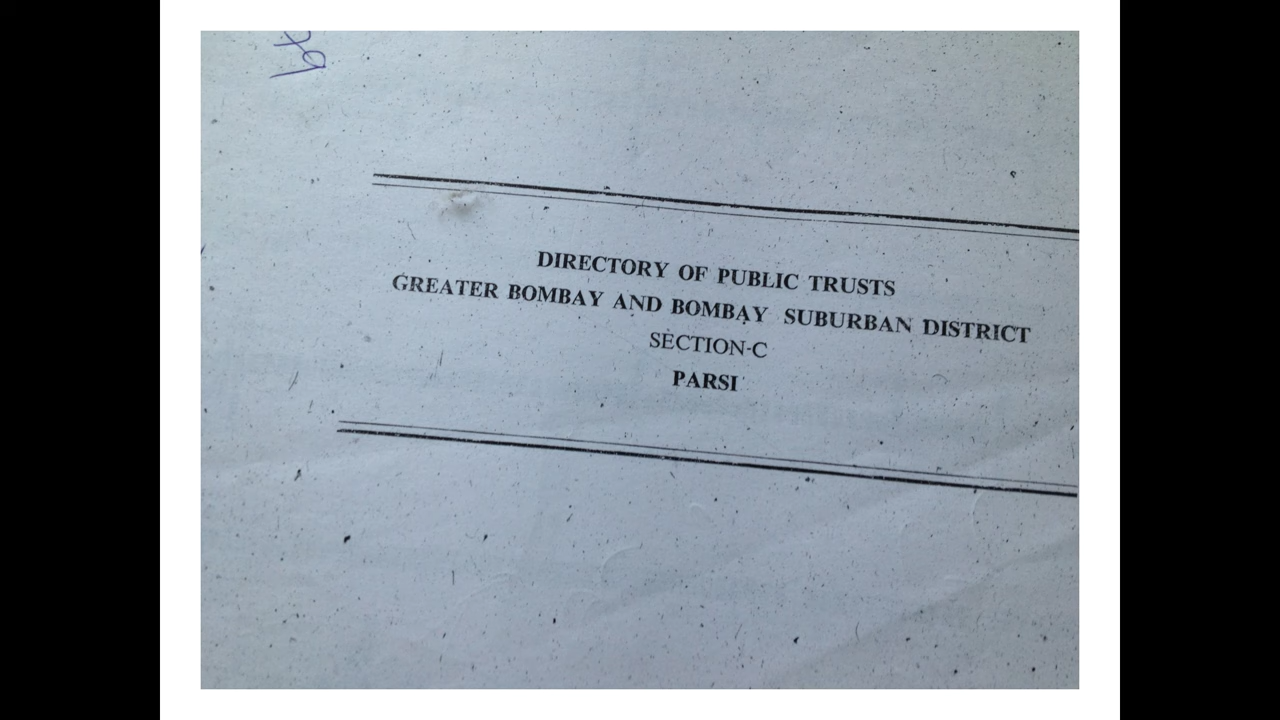 DIRECTORY OF PUBLIC TRUSTS
GREATER BOMBAY AND BOMBAY SUBURBAN DISTRICT
SECTION-C
PARSI